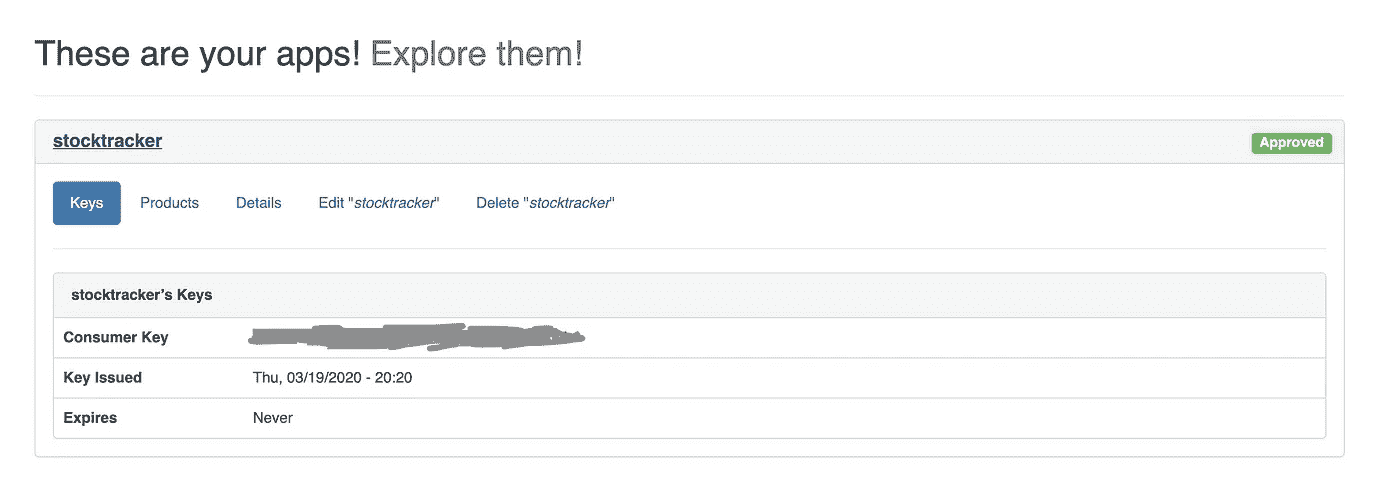 These are your apps! Explore them!
stocktracker Approved
Keys Products Details Edit "stocktracker" Delete "stocktracker"
stocktracker’s Keys
Consumer Key
Key Issued Thu, 03/19/2020 - 20:20
Expires Never